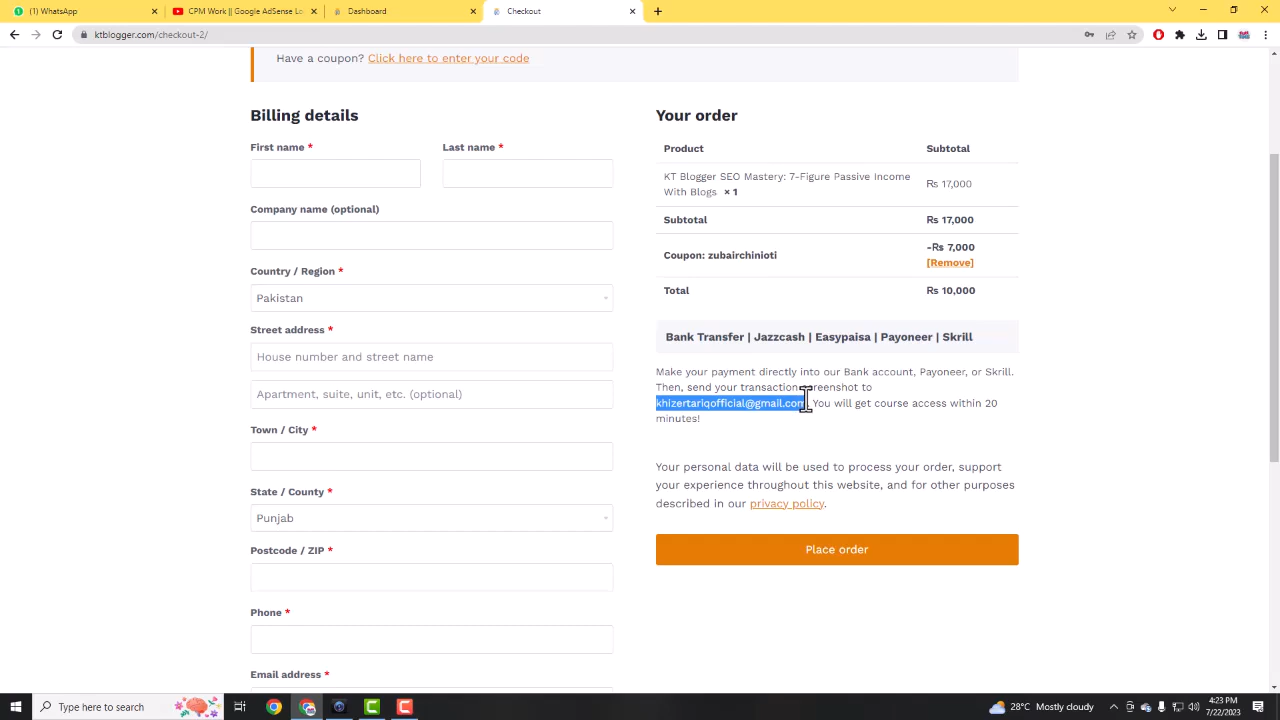 (1) WhatsApp
CPM Work || GodSeye Lo
Dashboard
Checkout
ktblogger.com/checkout-2/
Have a coupon? Click here to enter your code
Billing details
First name *
Last name *
Company name (optional)
Country / Region *
Pakistan
Street address *
House number and street name
Apartment, suite, unit, etc. (optional)
Town / City *
State / County *
Punjab
Postcode / ZIP *
Phone *
Email address *
Your order
Product Subtotal
KT Blogger SEO Mastery: 7-Figure Passive Income
With Blogs × 1
₨ 17,000
Subtotal ₨ 17,000
Coupon: zubairchinioti
-₨ 7,000
[Remove]
Total ₨ 10,000
Bank Transfer | Jazzcash | Easypaisa | Payoneer | Skrill
Make your payment directly into our Bank account, Payoneer, or Skrill.
Then, send your transaction screenshot to
khizertariqofficial@gmail.com. You will get course access within 20
minutes!
Your personal data will be used to process your order, support
your experience throughout this website, and for other purposes
described in our privacy policy.
Place order
Type here to search
28°C Mostly cloudy
4:23 PM
7/22/2023